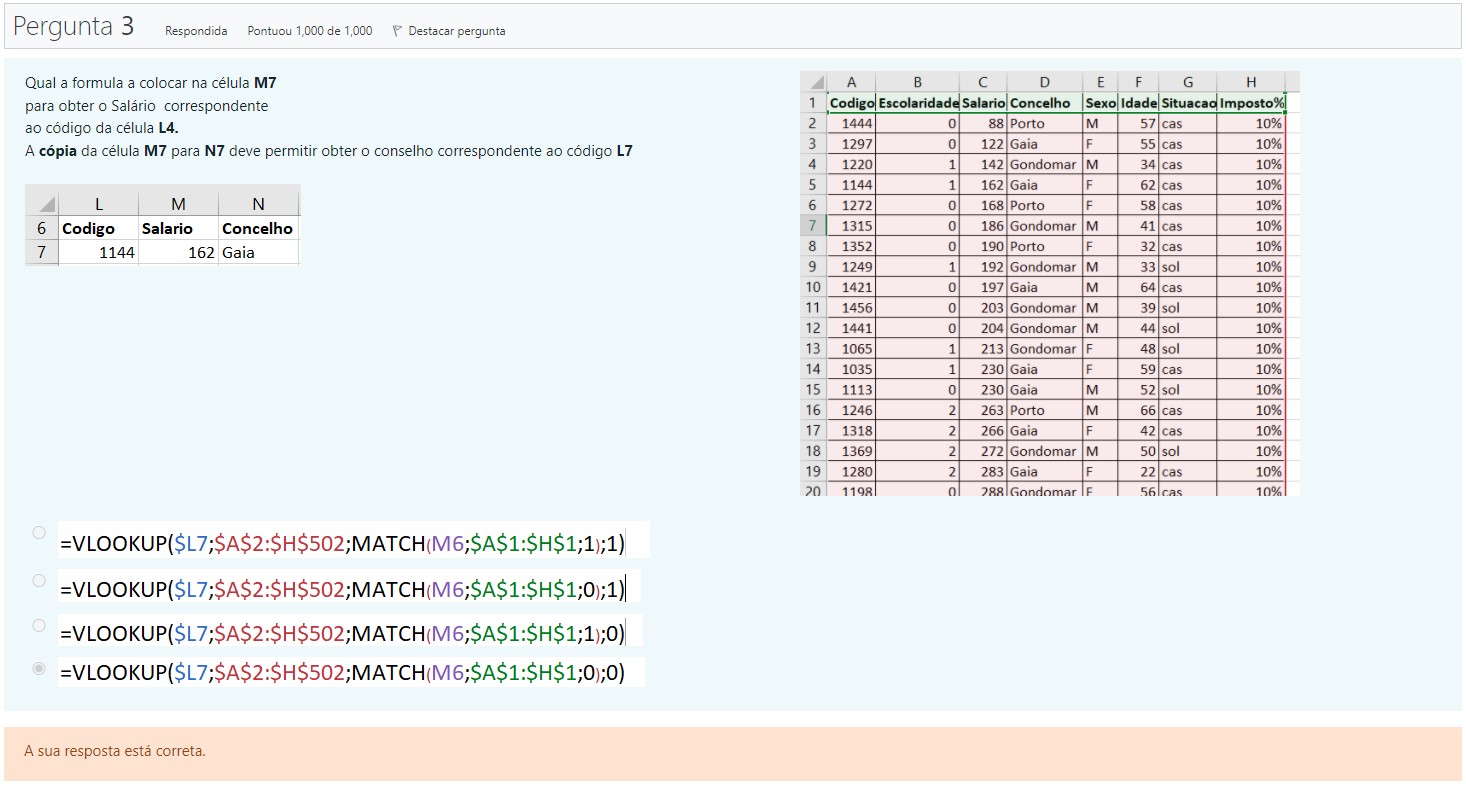 Pergunta 3 Respondida Pontuou 1,000 de 1,000 Destacar pergunta
Qual a formula a colocar na célula M7
para obter o Salário correspondente
ao código da célula L4.
A cópia da célula M7 para N7 deve permitir obter o conselho correspondente ao código L7
L M N
6 Codigo Salario Concelho
7 1144 162 Gaia
A B C D E F G H
1 Codigo Escolaridade Salario Concelho Sexo Idade Situacao Imposto%
2 1444 0 88 Porto M 57 cas 10%
3 1297 0 122 Gaia F 55 cas 10%
4 1220 1 142 Gondomar M 34 cas 10%
5 1144 1 162 Gaia F 62 cas 10%
6 1272 0 168 Porto F 58 cas 10%
7 1315 0 186 Gondomar M 41 cas 10%
8 1352 0 190 Porto F 32 cas 10%
9 1249 1 192 Gondomar M 33 sol 10%
10 1421 0 197 Gaia M 64 cas 10%
11 1456 0 203 Gondomar M 39 sol 10%
12 1441 0 204 Gondomar M 44 sol 10%
13 1065 1 213 Gondomar F 48 sol 10%
14 1035 1 230 Gaia F 59 cas 10%
15 1113 0 230 Gaia M 52 sol 10%
16 1246 2 263 Porto M 66 cas 10%
17 1318 2 266 Gaia F 42 cas 10%
18 1369 2 272 Gondomar M 50 sol 10%
19 1280 2 283 Gaia F 22 cas 10%
20 1198 0 288 Gondomar F 56 cas 10%
=VLOOKUP($L7;$A$2:$H$502;MATCH(M6;$A$1:$H$1;1);1)
=VLOOKUP($L7;$A$2:$H$502;MATCH(M6;$A$1:$H$1;0);1)
=VLOOKUP($L7;$A$2:$H$502;MATCH(M6;$A$1:$H$1;1);0)
=VLOOKUP($L7;$A$2:$H$502;MATCH(M6;$A$1:$H$1;0);0)
A sua resposta está correta.